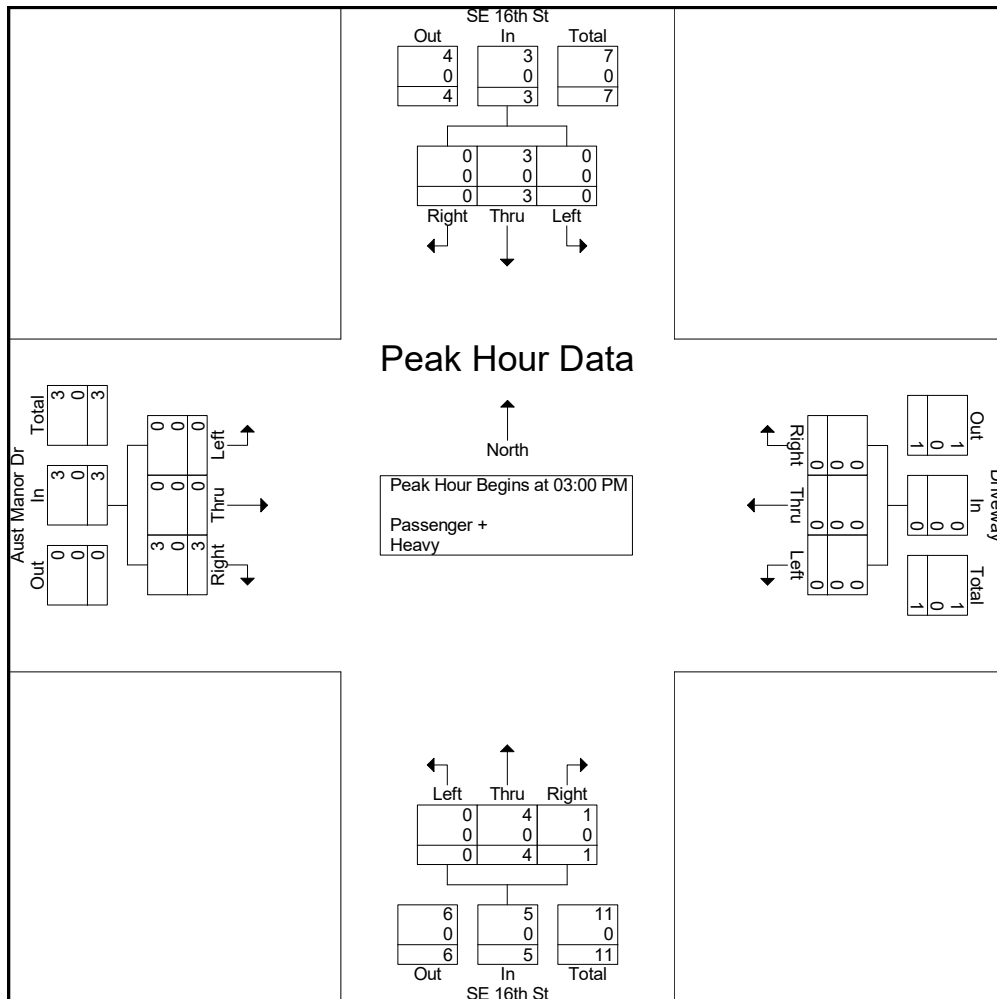 SE 16th St
Out In Total
4 3 7
0 0 0
4 3 7
0 3 0
0 0 0
0 3 0
Right Thru Left
Peak Hour Data
North
Peak Hour Begins at 03:00 PM
Passenger +
Heavy
Aust Manor Dr
Out In Total
0 3 3
0 0 0
0 3 3
Right Thru Left
3 0 0
0 0 0
3 0 0
Driveway
Out In Total
1 0 1
0 0 0
1 0 1
Right Thru Left
0 0 0
0 0 0
0 0 0
Left Thru Right
0 4 1
0 0 0
0 4 1
6 5 11
0 0 0
6 5 11
Out In Total
SE 16th St